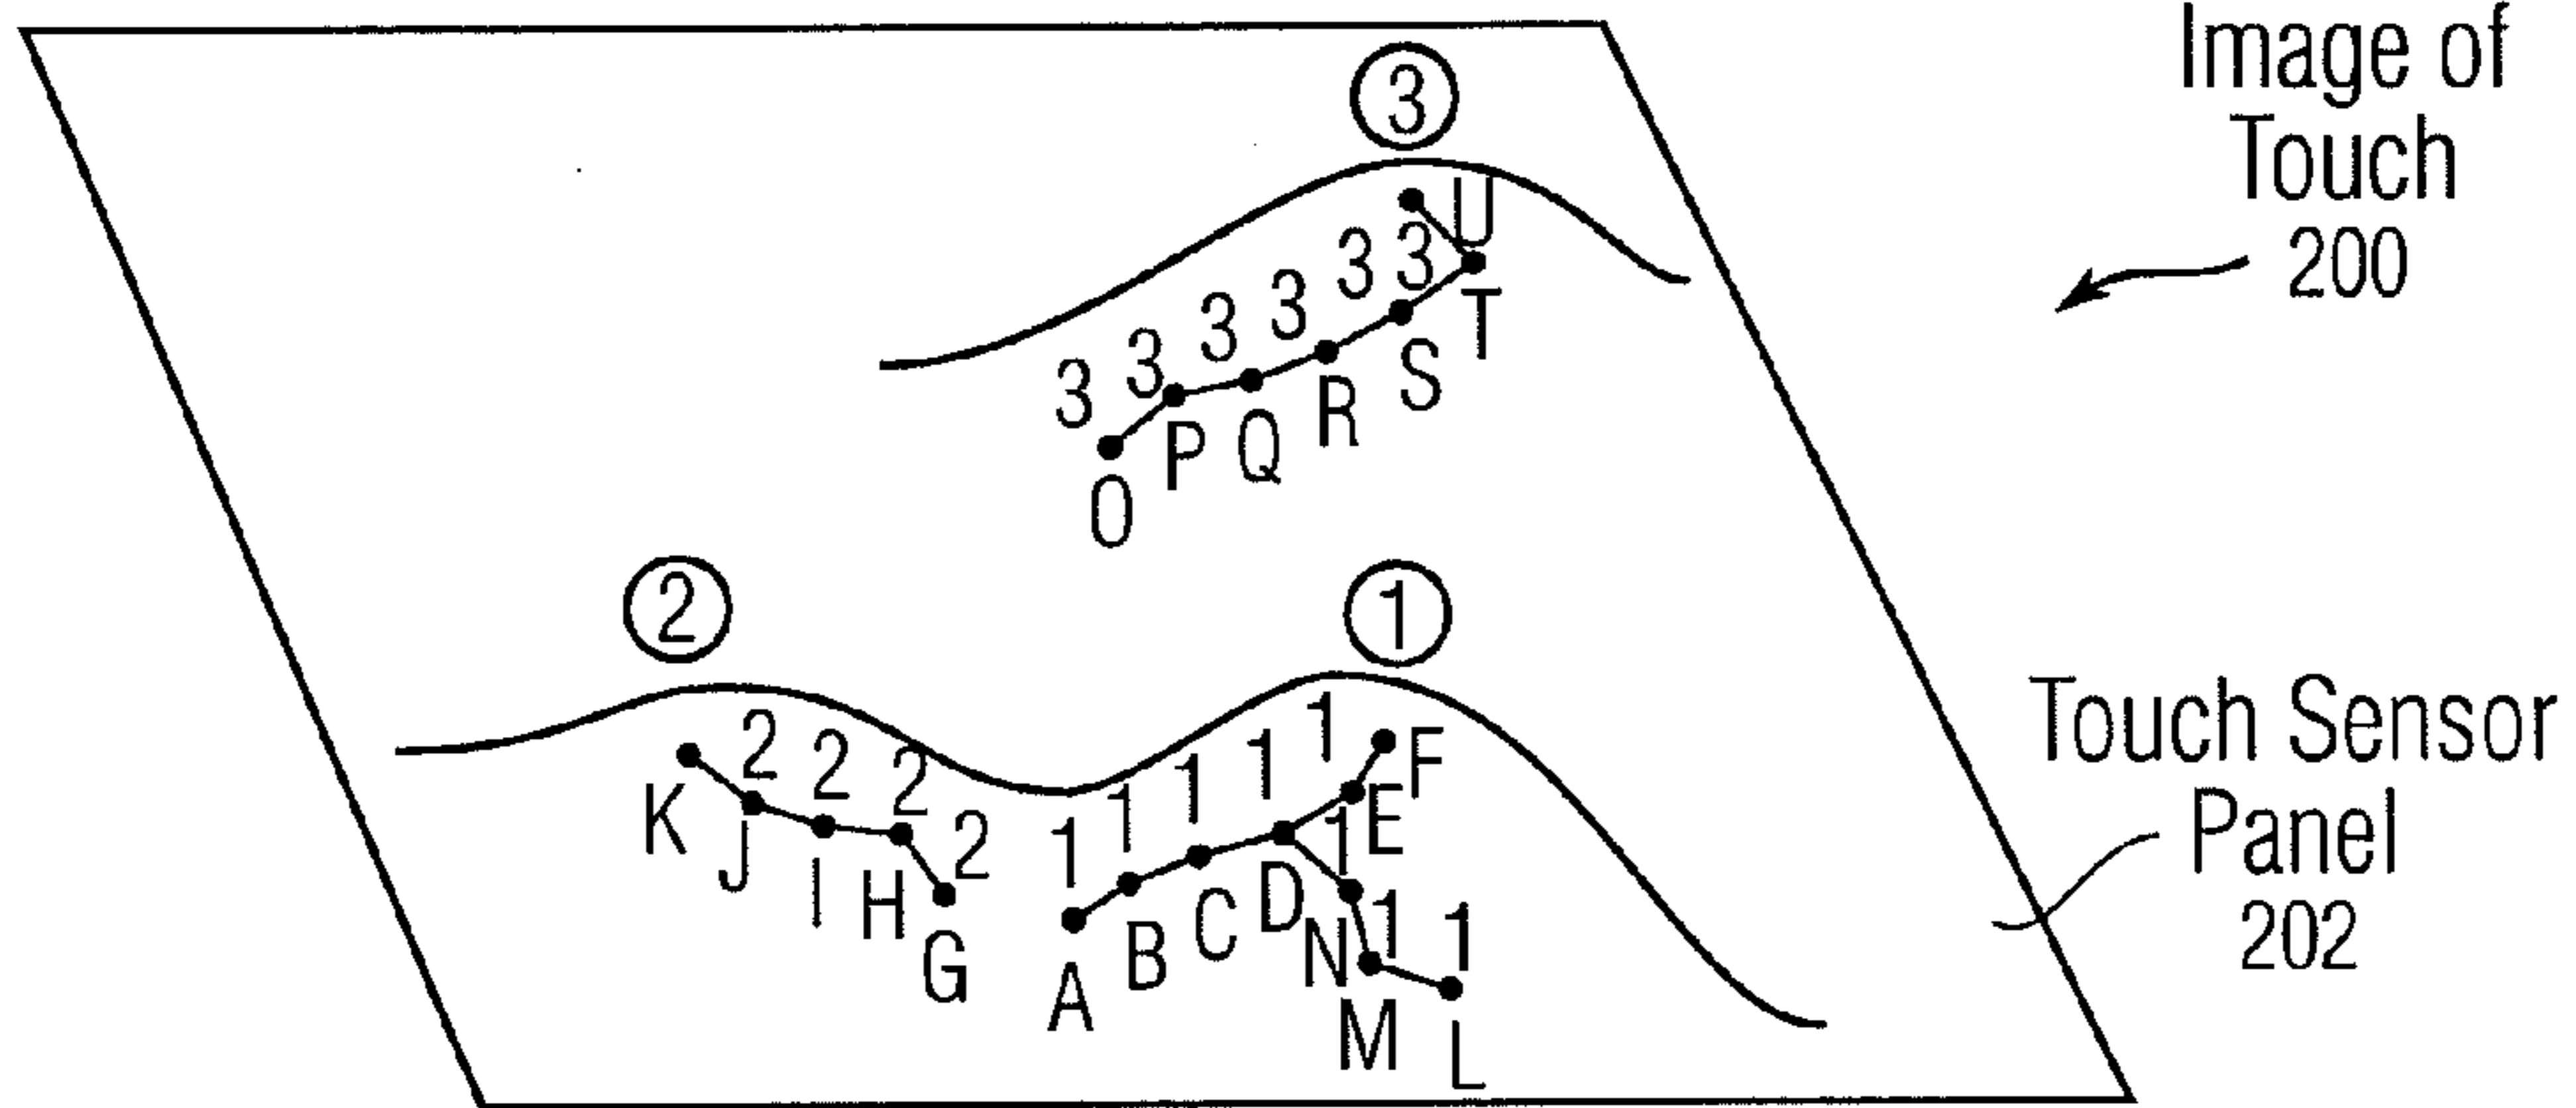 Image of
Touch
200
3
U
3 3 3 3 3 3
O P Q R S T
2
1
2 2 2 2
K J I H G
1 1 1 1 1
A B C D E F
1 1 1
N M L
Touch Sensor
Panel
202